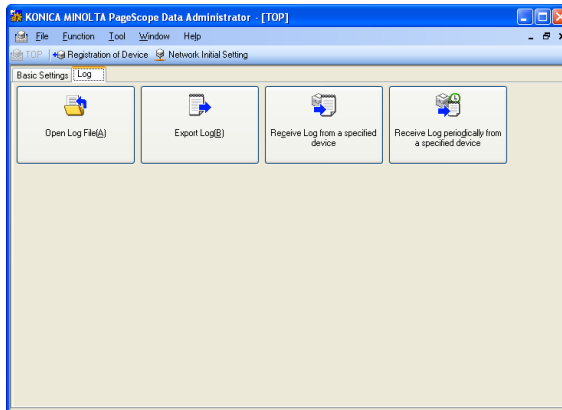 KONICA MINOLTA PageScope Data Administrator - [TOP]
File Function Tool Window Help
TOP Registration of Device Network Initial Setting
Basic Settings Log
Open Log File(A) Export Log(B) Receive Log from a specified device Receive Log periodically from a specified device